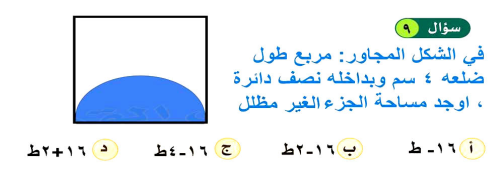 سؤال ٩
في الشكل المجاور: مربع طول
ضلعه ٤ سم وبداخله نصف دائرة
، اوجد مساحة الجزء الغير مظلل
أ ١٦- ط ب ١٦-٢ط ج ١٦-٤ط د ١٦+٢ط